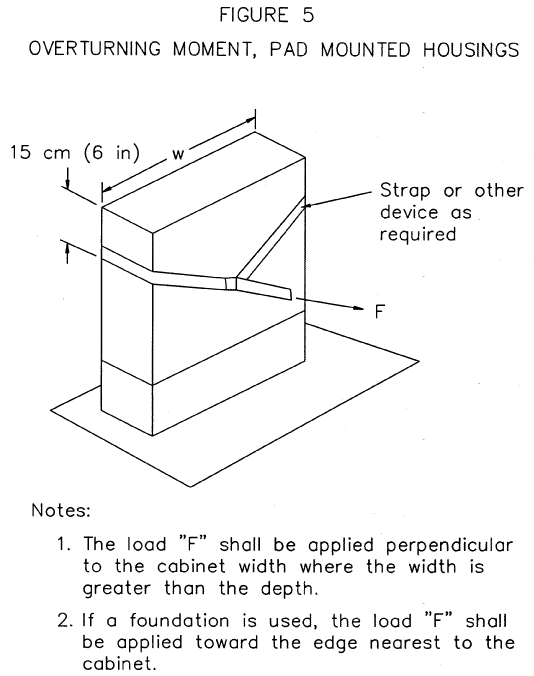 FIGURE 5
OVERTURNING MOMENT, PAD MOUNTED HOUSINGS
15 cm (6 in)
w
Strap or other
device as
required
F
Notes:
1. The load "F" shall be applied perpendicular
to the cabinet width where the width is
greater than the depth.
2. If a foundation is used, the load "F" shall
be applied toward the edge nearest to the
cabinet.